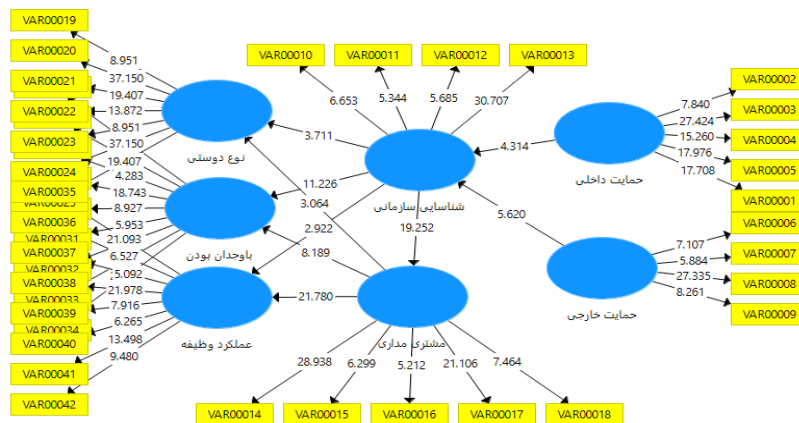 VAR00019
VAR00020
VAR00021
VAR00022
VAR00023
VAR00024
VAR00035
VAR00036
VAR00031
VAR00037
VAR00032
VAR00038
VAR00033
VAR00039
VAR00034
VAR00040
VAR00041
VAR00042
8.951
37.150
19.407
13.872
8.951
37.150
19.407
4.283
18.743
8.927
5.953
21.093
6.527
21.978
7.916
6.265
13.498
9.480
نوع دوستی
باوجدان بودن
عملکرد وظیفه
VAR00010
VAR00011
VAR00012
VAR00013
6.653
5.344
5.685
30.707
3.711
11.226
3.064
2.922
8.189
21.780
19.252
شناسایی سازمانی
مشتری مداری
28.938
6.299
5.212
21.106
7.464
VAR00014
VAR00015
VAR00016
VAR00017
VAR00018
4.314
5.620
حمایت داخلی
حمایت خارجی
7.840
27.424
15.260
17.976
17.708
7.107
5.884
27.335
8.261
VAR00002
VAR00003
VAR00004
VAR00005
VAR00001
VAR00006
VAR00007
VAR00008
VAR00009